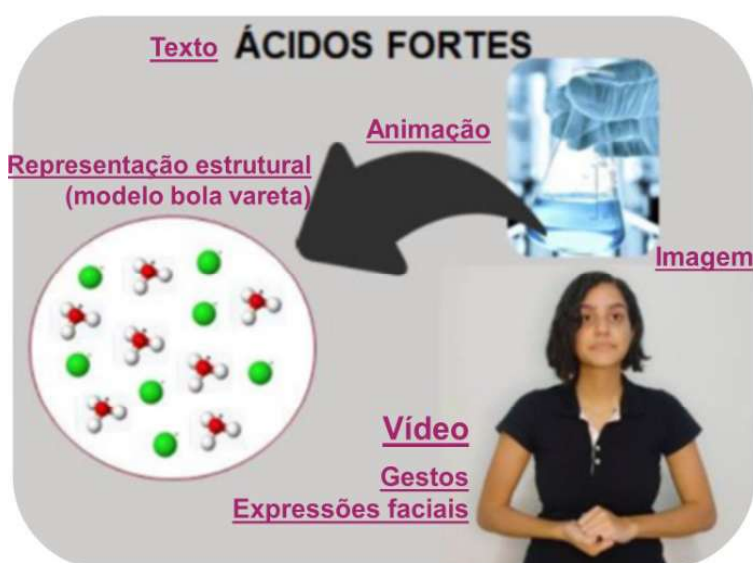 Texto ÁCIDOS FORTES
Animação
Representação estrutural
(modelo bola vareta)
Imagem
Vídeo
Gestos
Expressões faciais